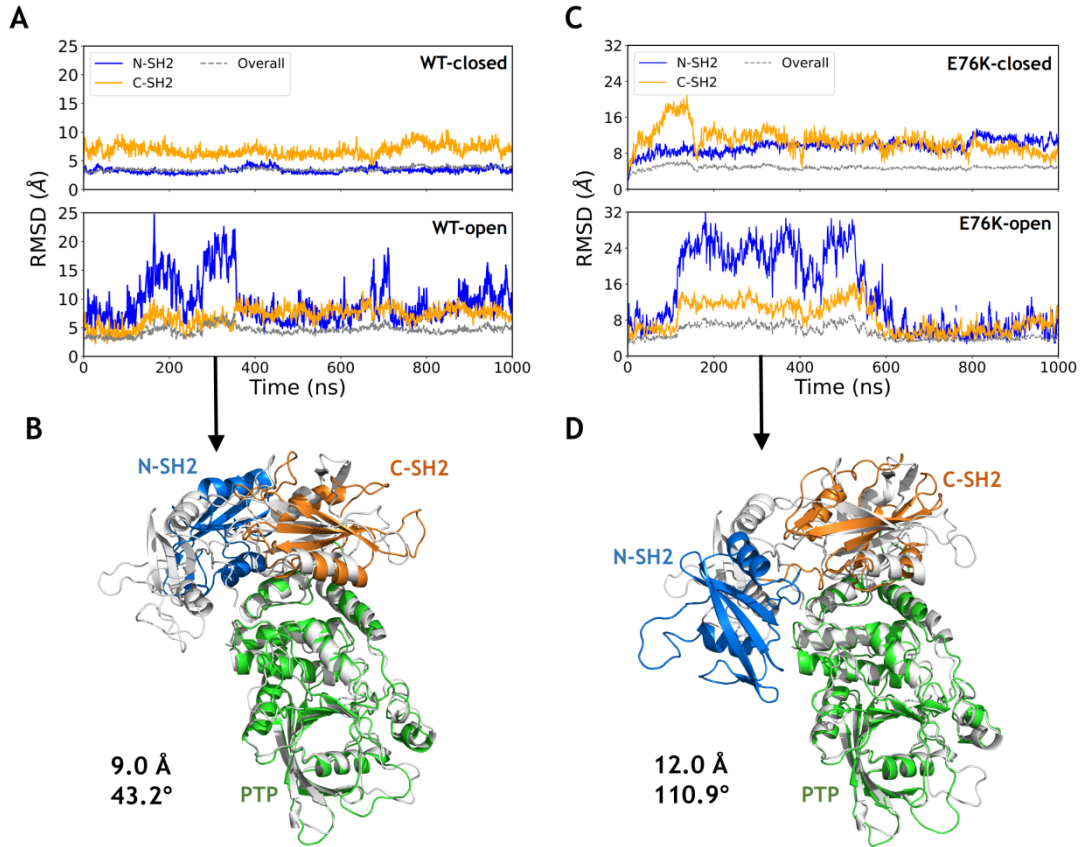 A
25
20
15
10
5
0
N-SH2
C-SH2
Overall
WT-closed
25
20
15
10
5
0
WT-open
RMSD (Å)
0 200 400 600 800 1000
Time (ns)
C
32
24
16
8
0
N-SH2
C-SH2
Overall
E76K-closed
32
24
16
8
0
E76K-open
RMSD (Å)
0 200 400 600 800 1000
Time (ns)
B
N-SH2
C-SH2
9.0 Å
43.2°
PTP
D
C-SH2
N-SH2
12.0 Å
110.9°
PTP